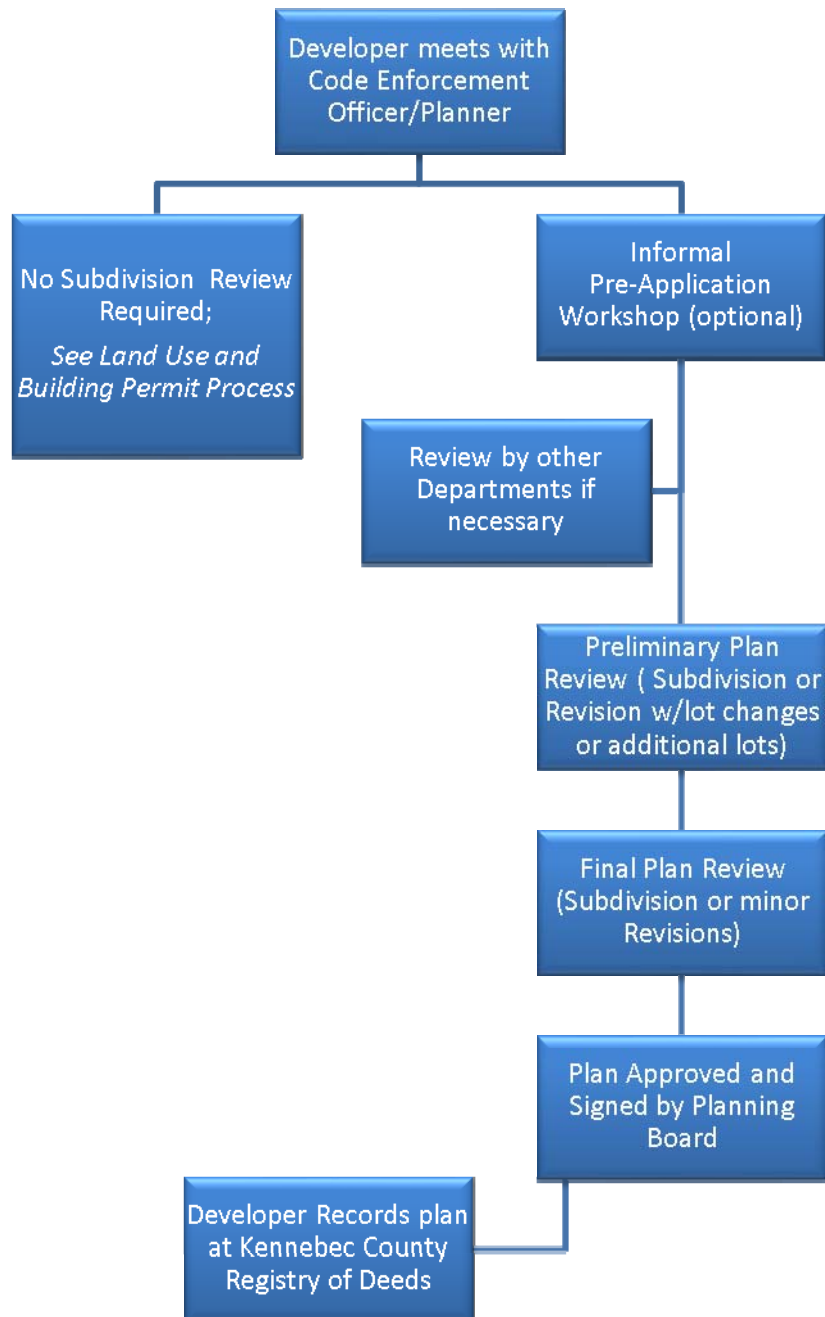 Developer meets with
Code Enforcement
Officer/Planner
No Subdivision Review
Required;
See Land Use and
Building Permit Process
Informal
Pre-Application
Workshop (optional)
Review by other
Departments if
necessary
Preliminary Plan
Review ( Subdivision or
Revision w/lot changes
or additional lots)
Final Plan Review
(Subdivision or minor
Revisions)
Plan Approved and
Signed by Planning
Board
Developer Records plan
at Kennebec County
Registry of Deeds